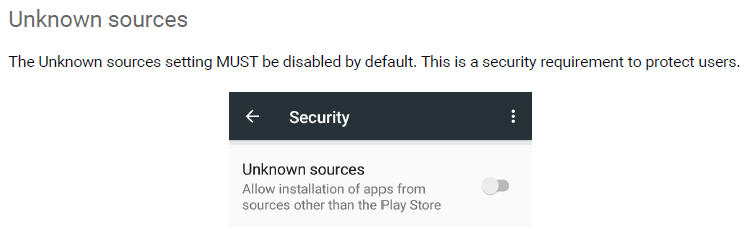 Unknown sources
The Unknown sources setting MUST be disabled by default. This is a security requirement to protect users.
Security
Unknown sources
Allow installation of apps from
sources other than the Play Store